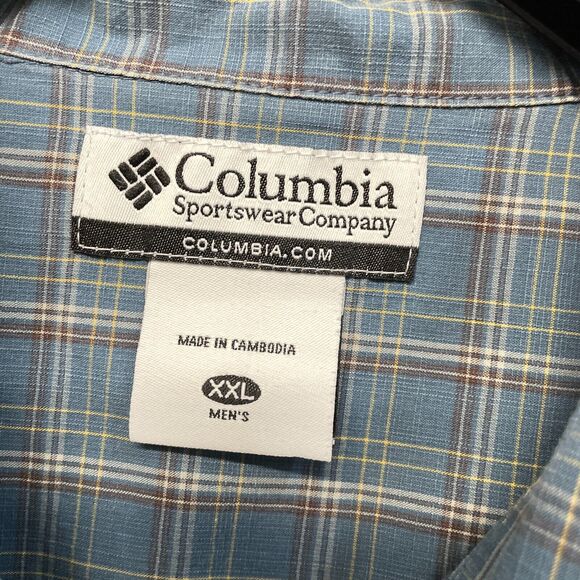 Columbia
Sportswear Company
COLUMBIA.COM
MADE IN CAMBODIA
XXL
MEN'S